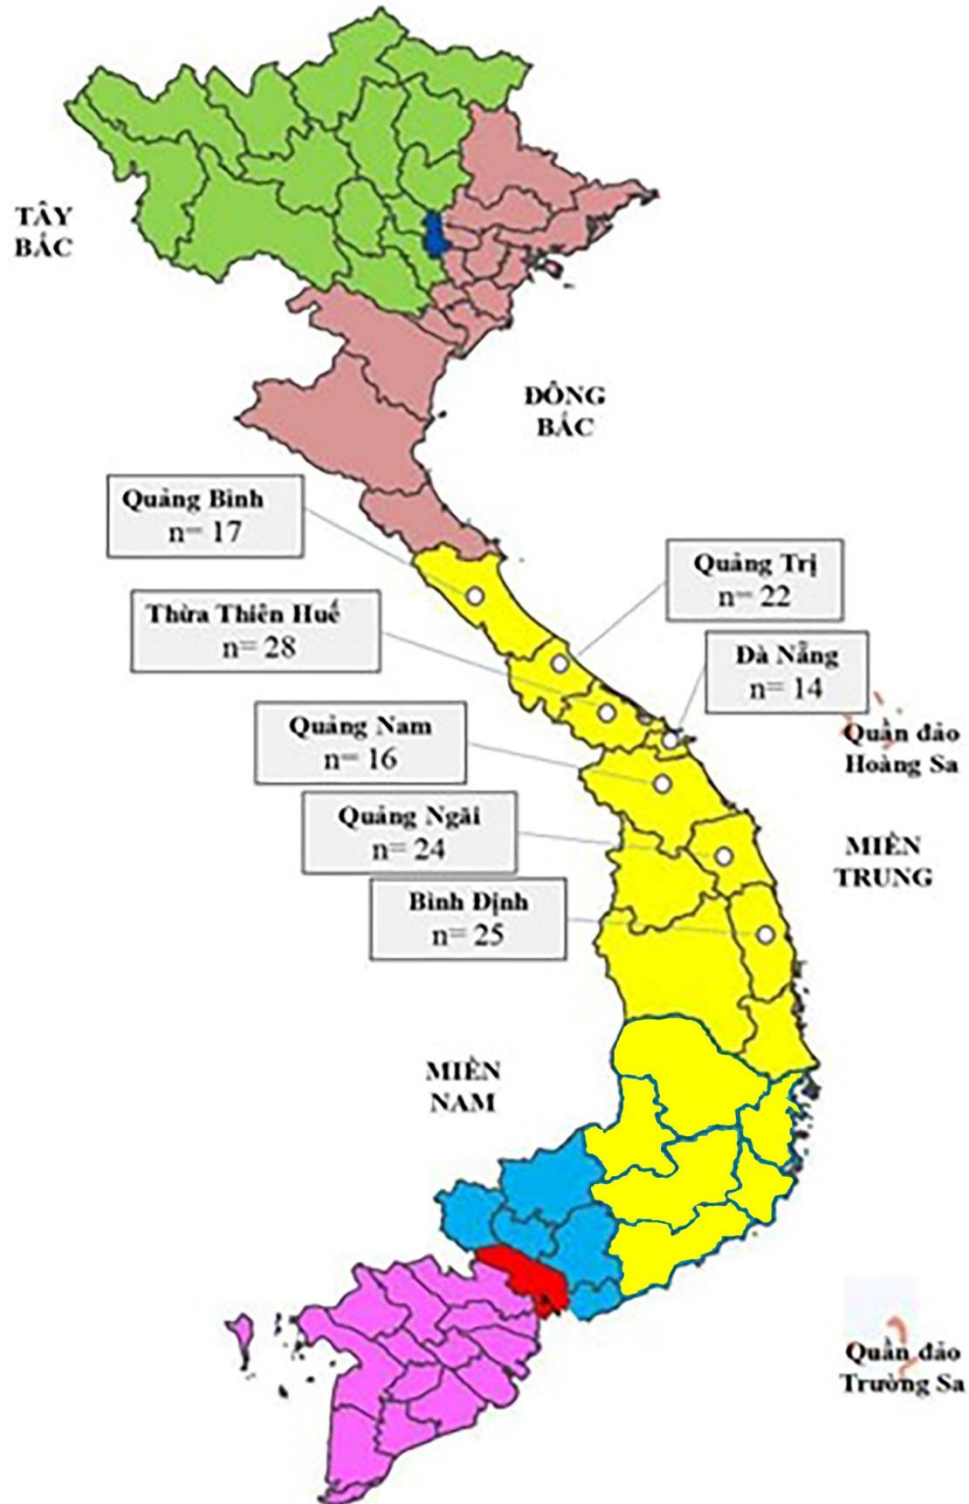 TÂY
BẮC
ĐÔNG
BẮC
Quảng Bình
n= 17
Quảng Trị
n= 22
Thừa Thiên Huế
n= 28
Đà Nẵng
n= 14
Quảng Nam
n= 16
Quần đảo
Hoàng Sa
Quảng Ngãi
n= 24
MIỀN
TRUNG
Bình Định
n= 25
MIỀN
NAM
Quần đảo
Trường Sa